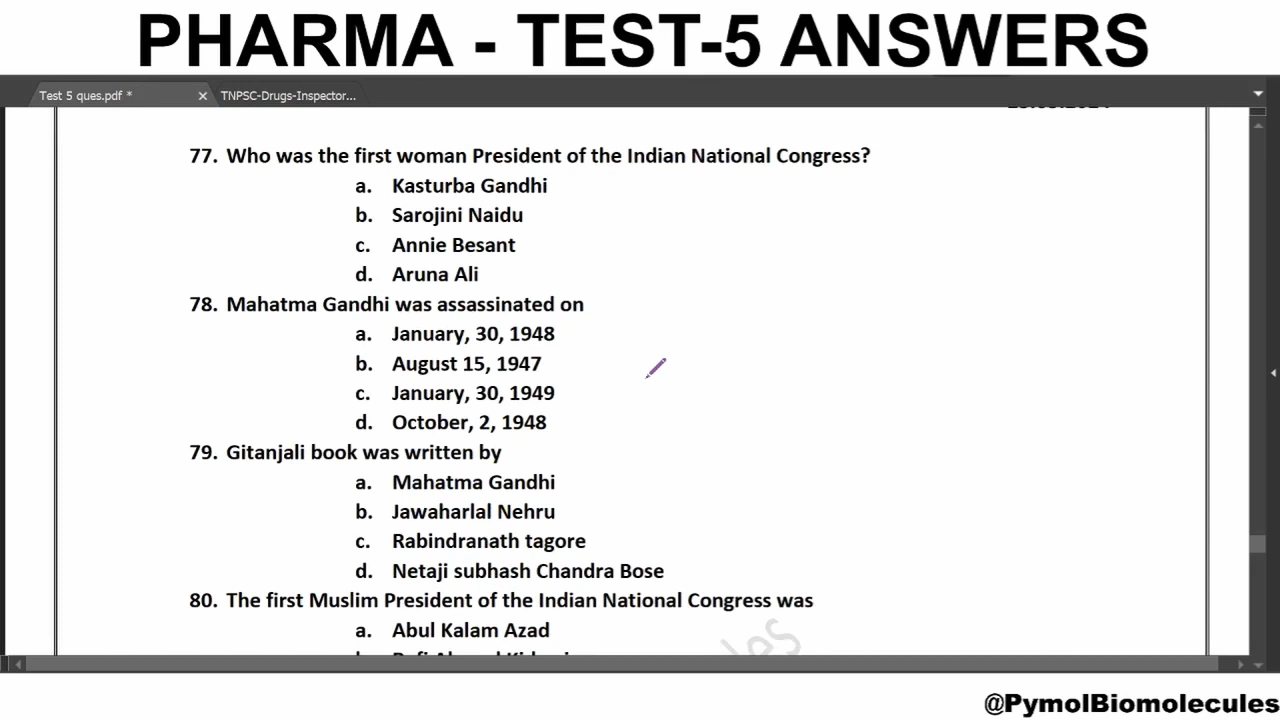 PHARMA - TEST-5 ANSWERS
Test 5 ques.pdf *
TNPSC-Drugs-Inspector...
77. Who was the first woman President of the Indian National Congress?
a. Kasturba Gandhi
b. Sarojini Naidu
c. Annie Besant
d. Aruna Ali
78. Mahatma Gandhi was assassinated on
a. January, 30, 1948
b. August 15, 1947
c. January, 30, 1949
d. October, 2, 1948
79. Gitanjali book was written by
a. Mahatma Gandhi
b. Jawaharlal Nehru
c. Rabindranath tagore
d. Netaji subhash Chandra Bose
80. The first Muslim President of the Indian National Congress was
a. Abul Kalam Azad
@PymolBiomolecules